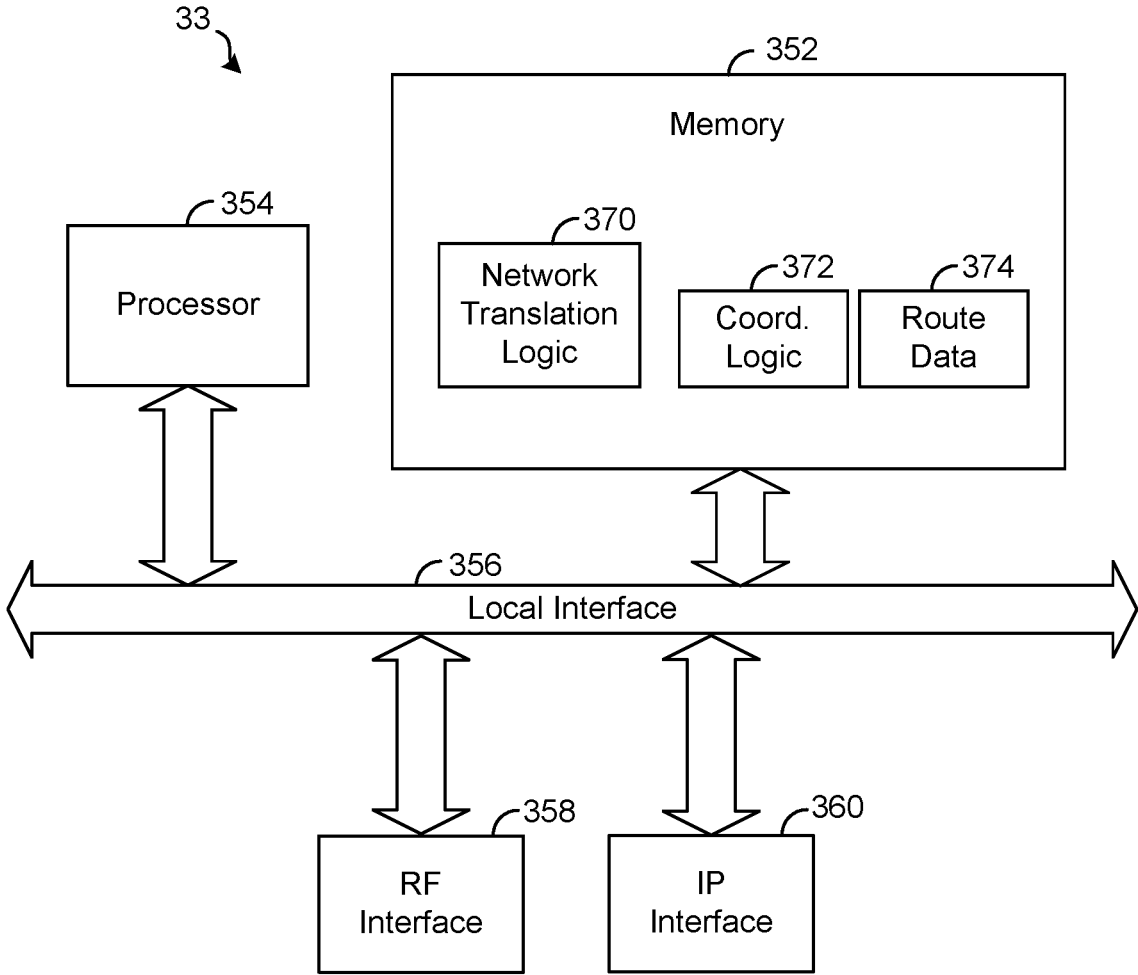 33
352
Memory
354
Processor
370
Network
Translation
Logic
372
Coord.
Logic
374
Route
Data
356
Local Interface
358
RF
Interface
360
IP
Interface